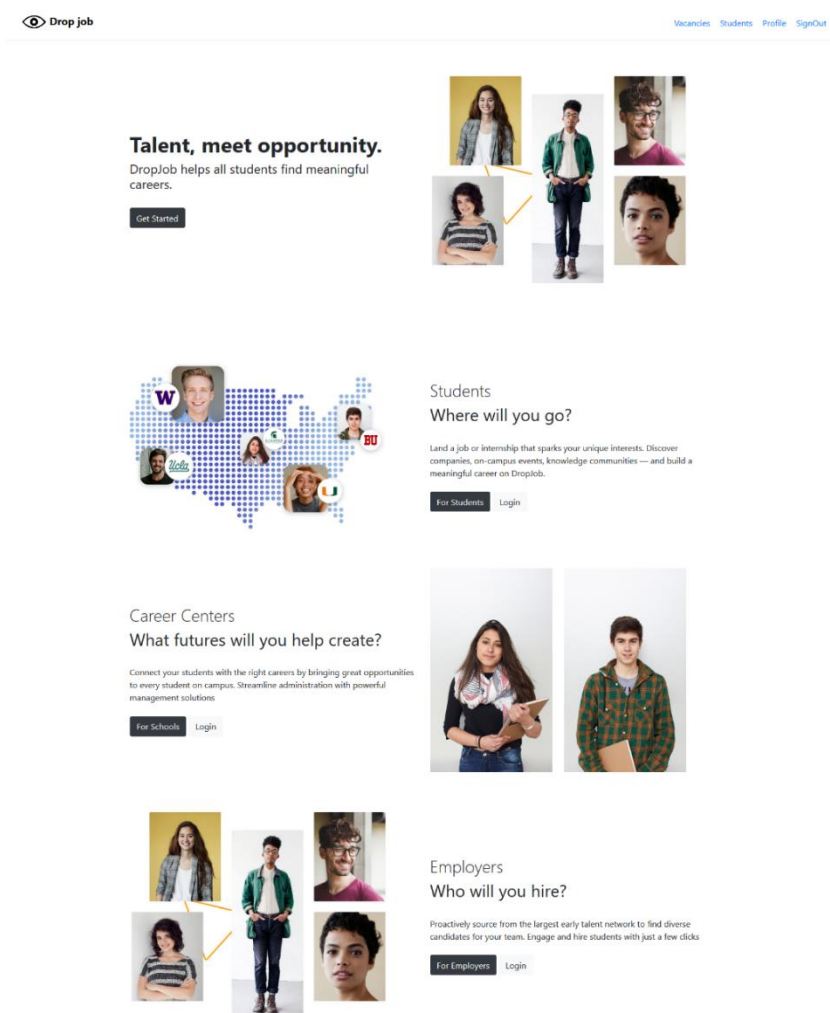 Drop job
Vacancies Students Profile SignOut
Talent, meet opportunity.
DropJob helps all students find meaningful
careers.
Get Started
W
Ucla
BU
U
Students
Where will you go?
Land a job or internship that sparks your unique interests. Discover
companies, on-campus events, knowledge communities — and build a
meaningful career on DropJob.
For Students Login
Career Centers
What futures will you help create?
Connect your students with the right careers by bringing great opportunities
to every student on campus. Streamline administration with powerful
management solutions
For Schools Login
Employers
Who will you hire?
Proactively source from the largest early talent network to find diverse
candidates for your team. Engage and hire students with just a few clicks
For Employers Login